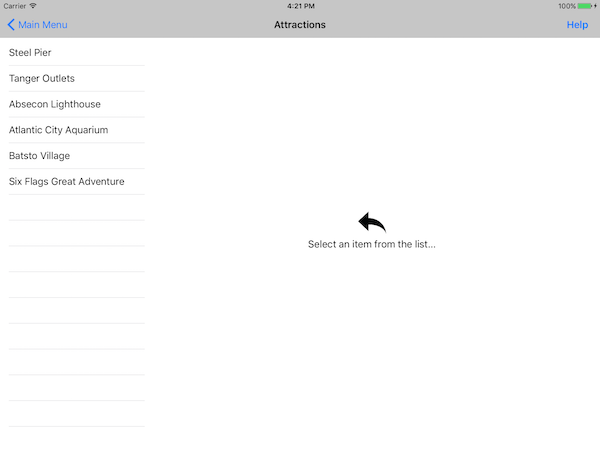 Carrier 4:21 PM 100%
Main Menu Attractions Help
Steel Pier
Tanger Outlets
Absecon Lighthouse
Atlantic City Aquarium
Batsto Village
Six Flags Great Adventure
Select an item from the list...